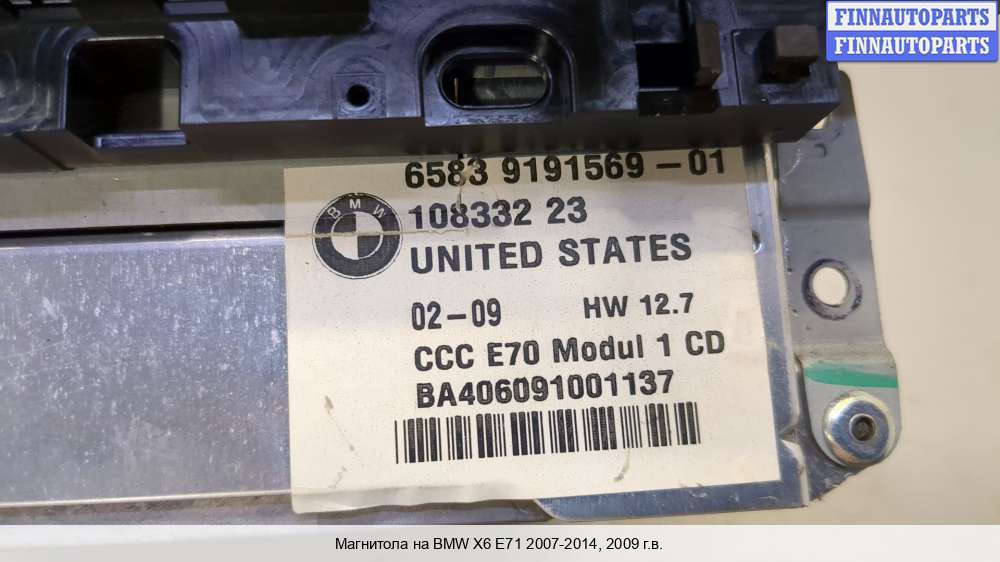 FINNAUTOPARTS
FINNAUTOPARTS
6583 9191569-01
BMW
108332 23
UNITED STATES
02-09 HW 12.7
CCC E70 Modul 1 CD
BA406091001137
Магнитола на BMW X6 E71 2007-2014, 2009 г.в.